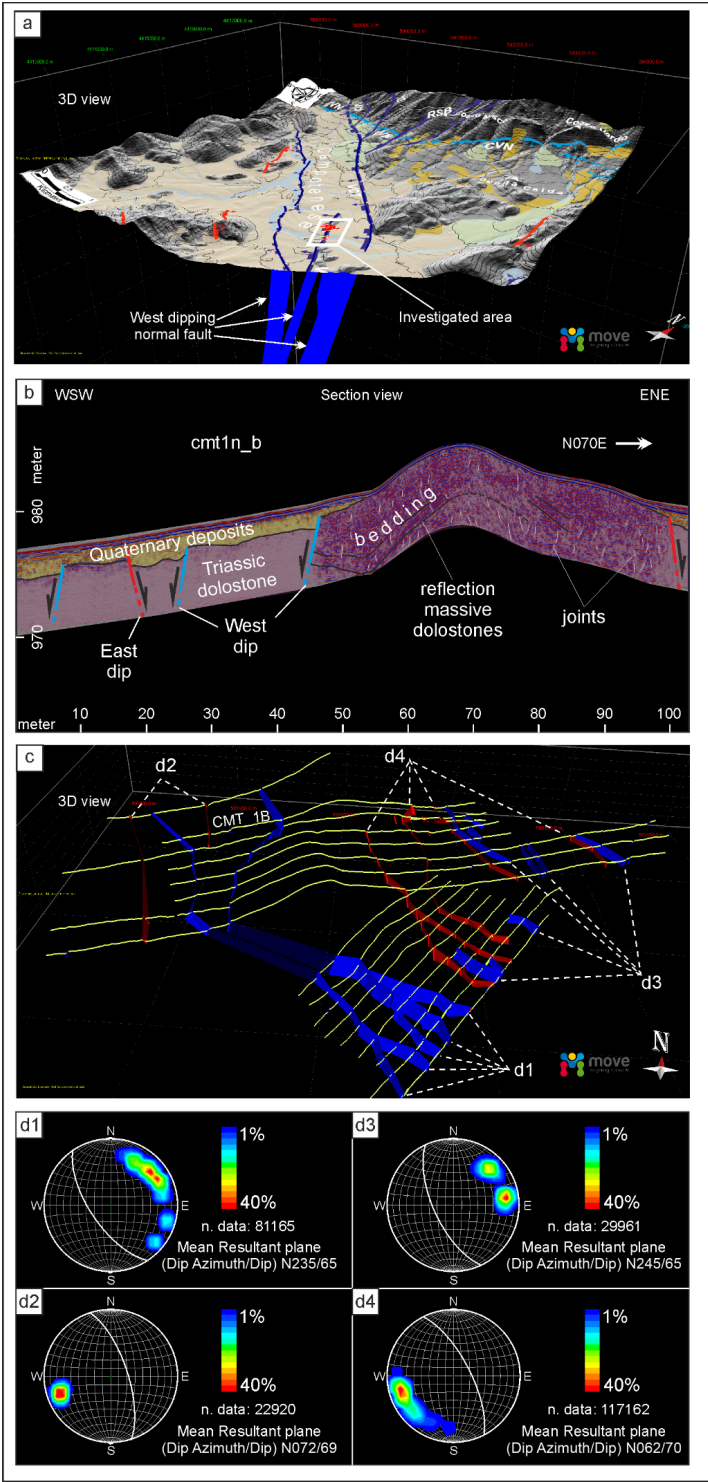 a
3D view
KN
RSB
CVN
West dipping
normal fault
Investigated area
move
N
b
WSW
Section view
ENE
meter
cmt1n_b
N070E
980
bedding
Quaternary deposits
Triassic
dolostone
reflection
massive
dolostones
joints
970
East
dip
West
dip
meter
10 20 30 40 50 60 70 80 90 100
c
3D view
d2
d4
CMT_1B
d3
d1
move
N
d1
N
W
E
S
1%
40%
n. data: 81165
Mean Resultant plane
(Dip Azimuth/Dip) N235/65
d3
N
W
E
S
1%
40%
n. data: 29961
Mean Resultant plane
(Dip Azimuth/Dip) N245/65
d2
N
W
E
S
1%
40%
n. data: 22920
Mean Resultant plane
(Dip Azimuth/Dip) N072/69
d4
N
W
E
S
1%
40%
n. data: 117162
Mean Resultant plane
(Dip Azimuth/Dip) N062/70